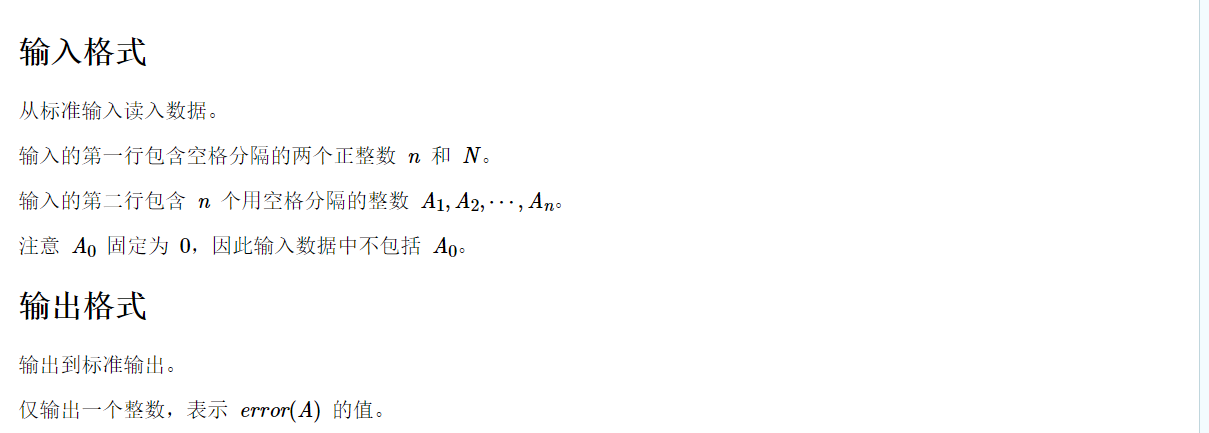 输入格式
从标准输入读入数据。
输入的第一行包含空格分隔的两个正整数 n 和 N。
输入的第二行包含 n 个用空格分隔的整数 A₁, A₂, ⋯, Aₙ。
注意 A₀ 固定为 0，因此输入数据中不包括 A₀。
输出格式
输出到标准输出。
仅输出一个整数，表示 error(A) 的值。